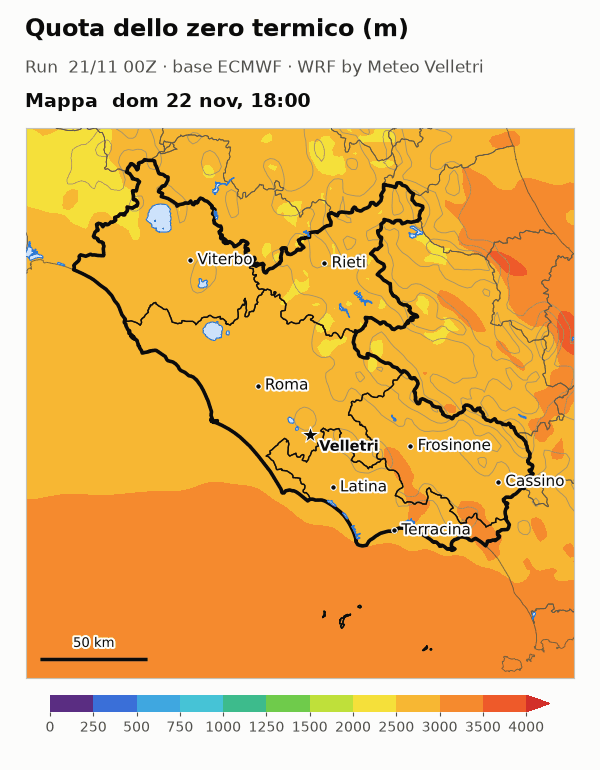 Quota dello zero termico (m)
Run  21/11 00Z · base ECMWF · WRF by Meteo Velletri
Mappa  dom 22 nov, 18:00
Viterbo
Rieti
Roma
Velletri
Frosinone
Cassino
Latina
Terracina
50 km
0 250 500 750 1000 1250 1500 2000 2500 3000 3500 4000